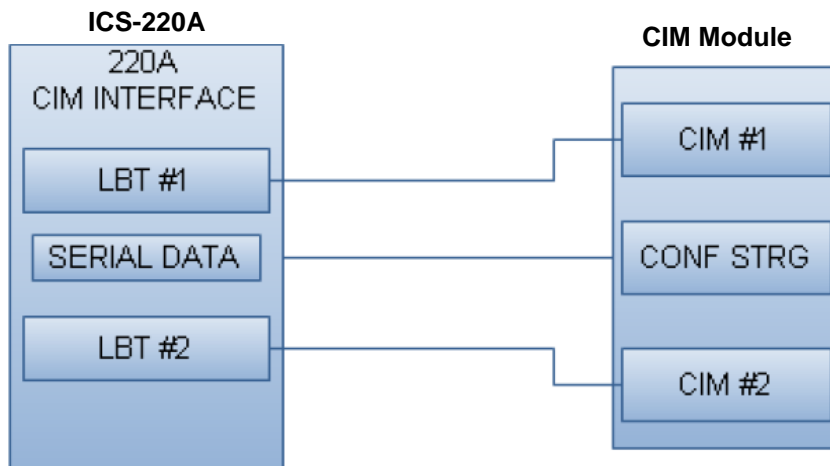 ICS-220A
220A
CIM INTERFACE
LBT #1
SERIAL DATA
LBT #2
CIM Module
CIM #1
CONF STRG
CIM #2